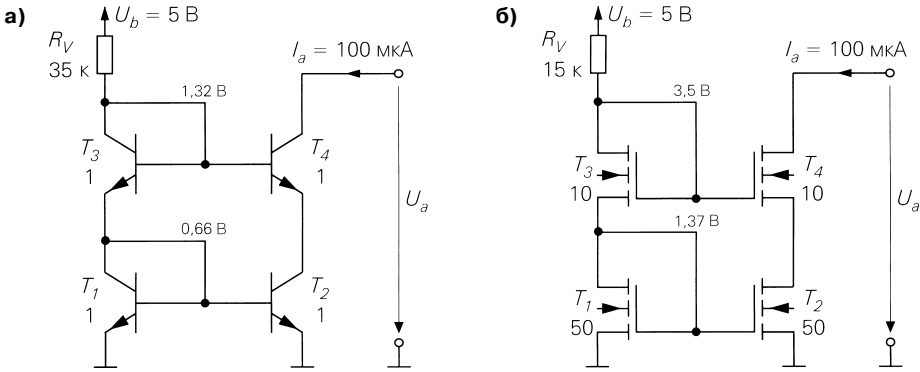 а)
U_b = 5 В
R_V
35 к
I_a = 100 мкА
1,32 В
T_3
1
T_4
1
U_a
0,66 В
T_1
1
T_2
1
б)
U_b = 5 В
R_V
15 к
I_a = 100 мкА
3,5 В
T_3
10
T_4
10
U_a
1,37 В
T_1
50
T_2
50